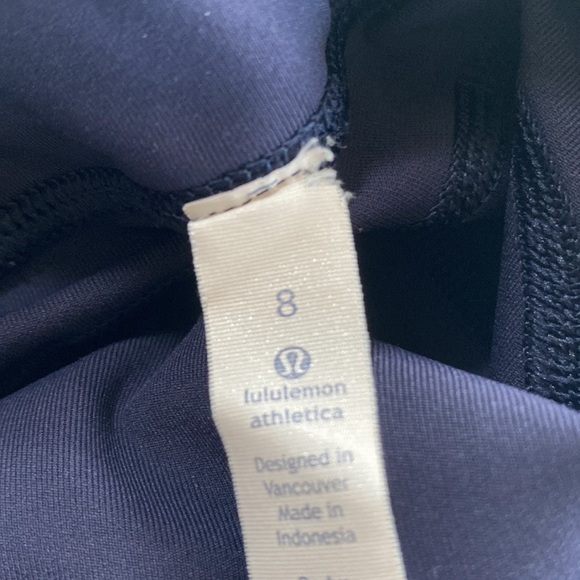 8
lululemon
athletica
Designed in
Vancouver
Made in
Indonesia